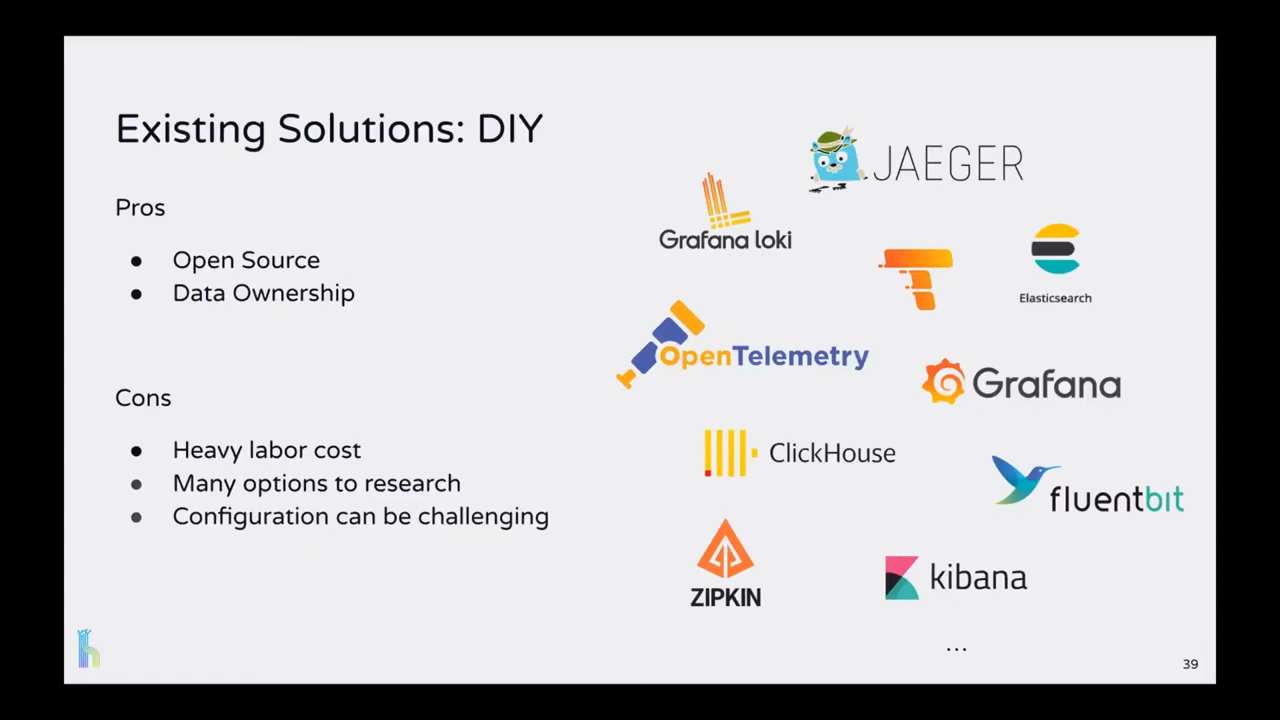 Existing Solutions: DIY
Pros
● Open Source
● Data Ownership
Cons
● Heavy labor cost
● Many options to research
● Configuration can be challenging
JAEGER
Grafana loki
Elasticsearch
OpenTelemetry
Grafana
ClickHouse
fluentbit
ZIPKIN
kibana
...
39